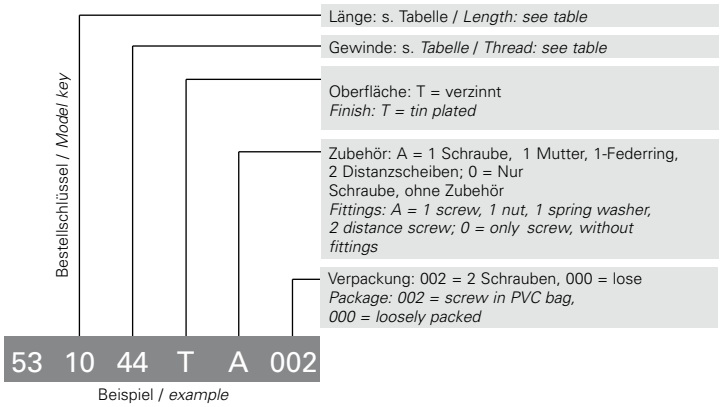 Länge: s. Tabelle / Length: see table
Gewinde: s. Tabelle / Thread: see table
Oberfläche: T = verzinnt
Finish: T = tin plated
Zubehör: A = 1 Schraube, 1 Mutter, 1-Federring,
2 Distanzscheiben; 0 = Nur
Schraube, ohne Zubehör
Fittings: A = 1 screw, 1 nut, 1 spring washer,
2 distance screw; 0 = only screw, without
fittings
Verpackung: 002 = 2 Schrauben, 000 = lose
Package: 002 = screw in PVC bag,
000 = loosely packed
Bestellschlüssel / Model key
53 10 44 T A 002
Beispiel / example